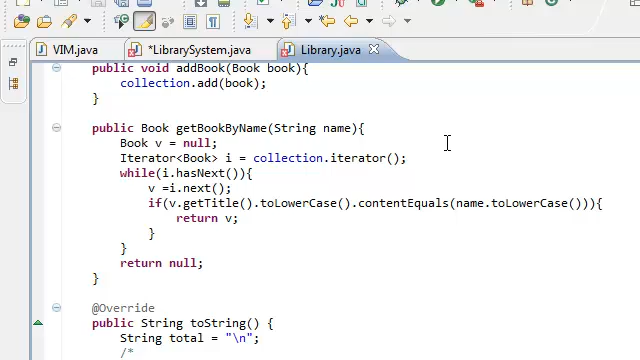 VIM.java *LibrarySystem.java Library.java
public void addBook(Book book){
collection.add(book);
}
public Book getBookByName(String name){
Book v = null;
Iterator<Book> i = collection.iterator();
while(i.hasNext()){
v =i.next();
if(v.getTitle().toLowerCase().contentEquals(name.toLowerCase())){
return v;
}
}
return null;
}
@Override
public String toString() {
String total = "\n";
/*